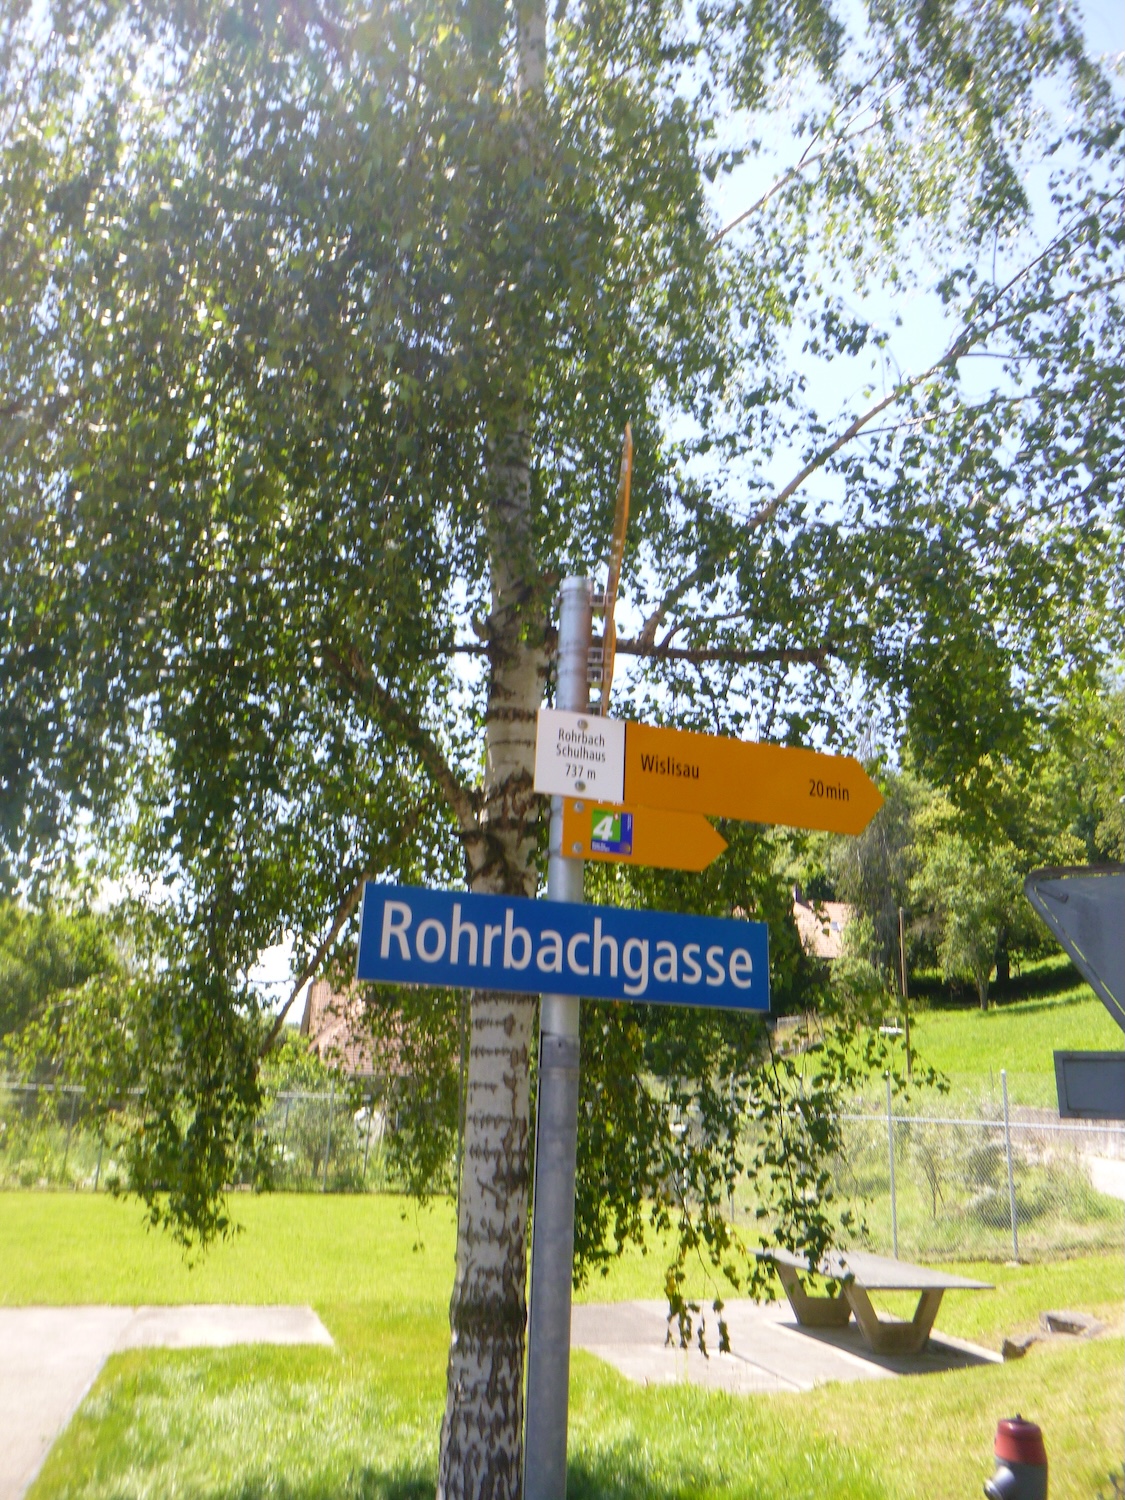 Rohrbach
Schulhaus
737 m
Wislisau
20min
4
Rohrbachgasse